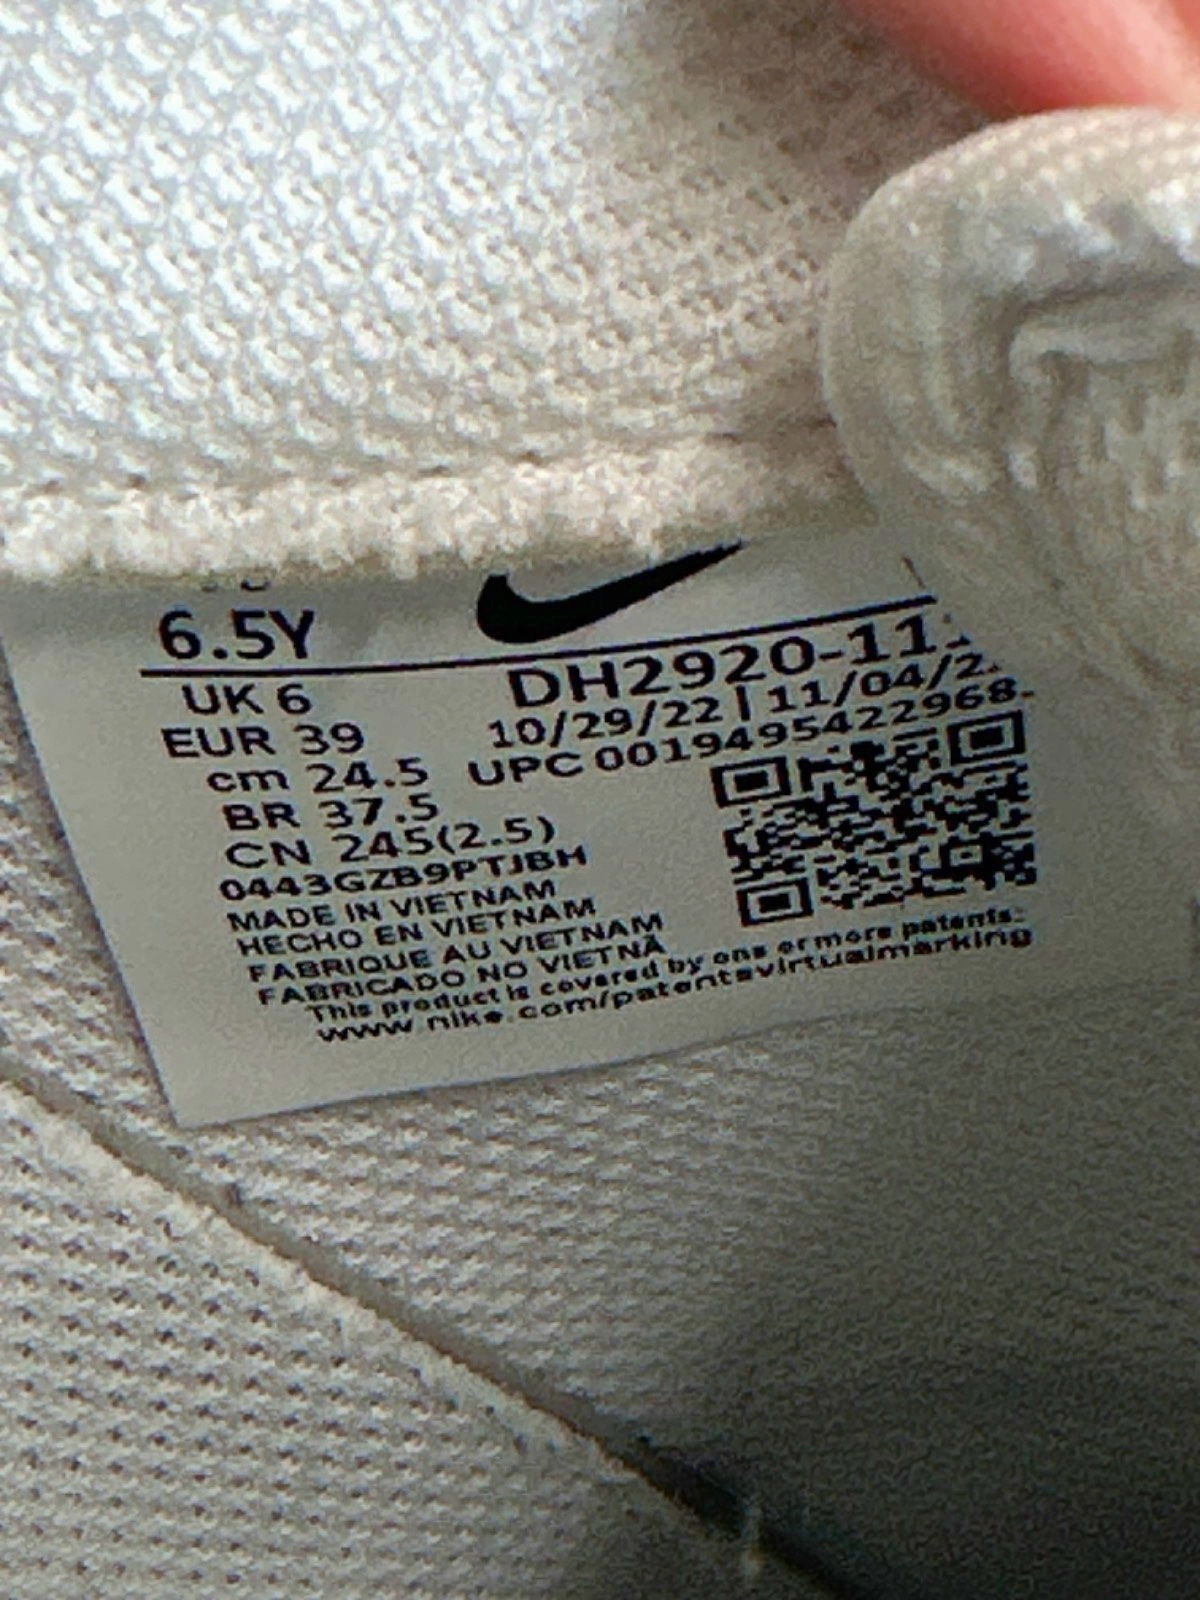 6.5Y
UK 6
EUR 39
cm 24.5
BR 37.5
CN 245(2.5)
DH2920-11
10/29/22 | 11/04/2
UPC 0019495422968
0443GZB9PTJBH
MADE IN VIETNAM
HECHO EN VIETNAM
FABRIQUE AU VIETNAM
FABRICADO NO VIETNÃ
This product is covered by one or more patents:
www.nike.com/patentsvirtualmarking